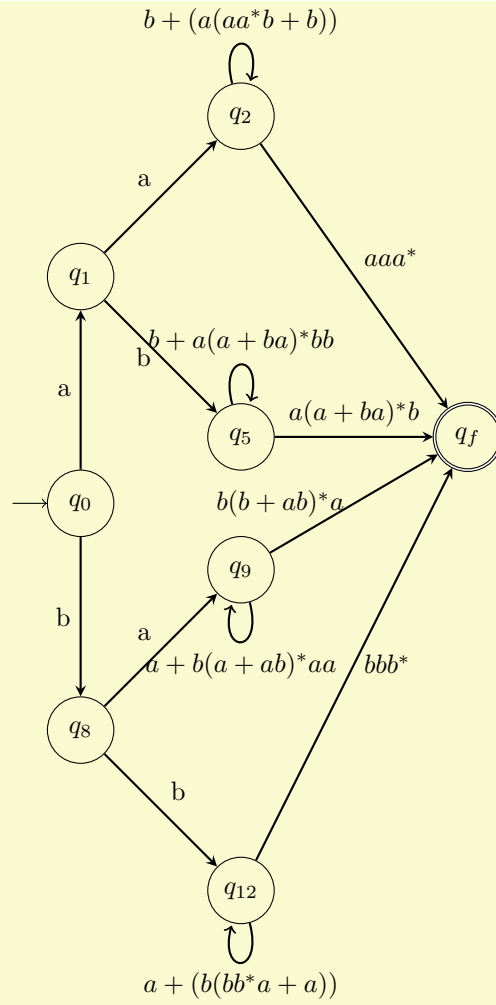 b + (a(aa*b + b))
q2
a
aaa*
q1
b + a(a + ba)*bb
b
a
q5
a(a + ba)*b
qf
q0
b(b + ab)*a
q9
b
a
a + b(a + ab)*aa
bbb*
q8
b
q12
a + (b(bb*a + a))